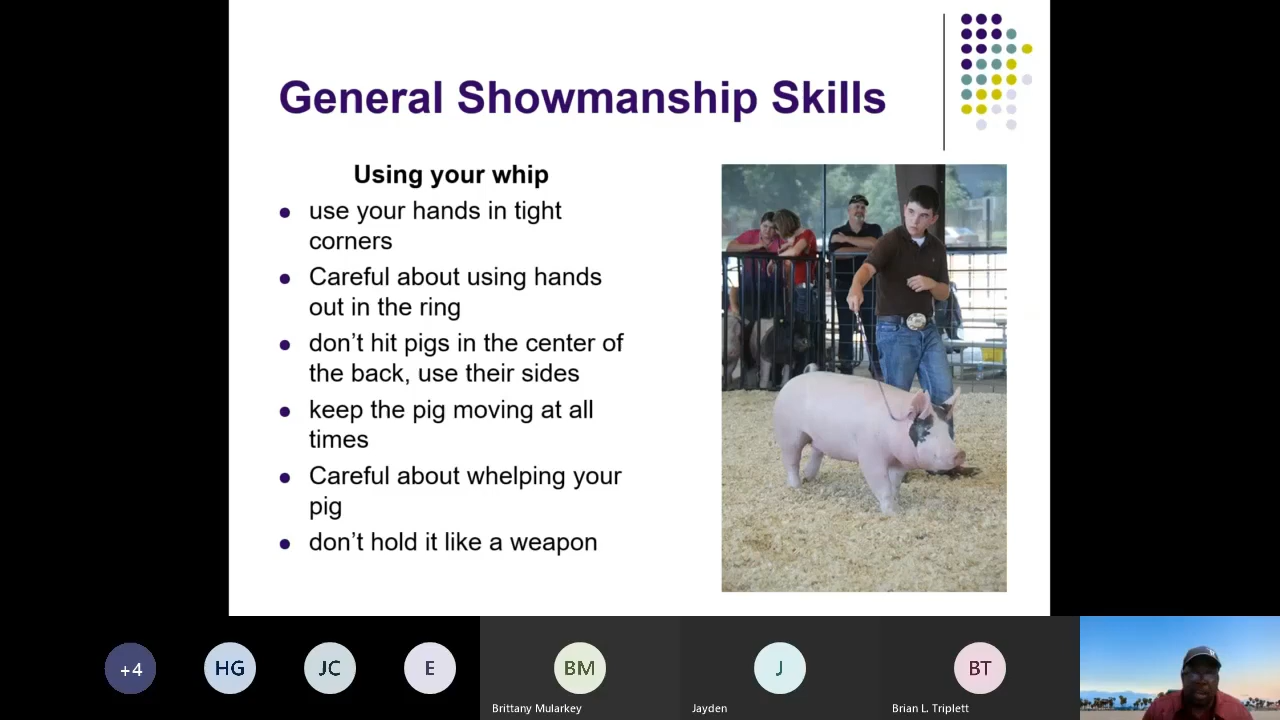 General Showmanship Skills
Using your whip
use your hands in tight
corners
Careful about using hands
out in the ring
don’t hit pigs in the center of
the back, use their sides
keep the pig moving at all
times
Careful about whelping your
pig
don’t hold it like a weapon
+4
HG
JC
E
BM
J
BT
Brittany Mularkey
Jayden
Brian L. Triplett